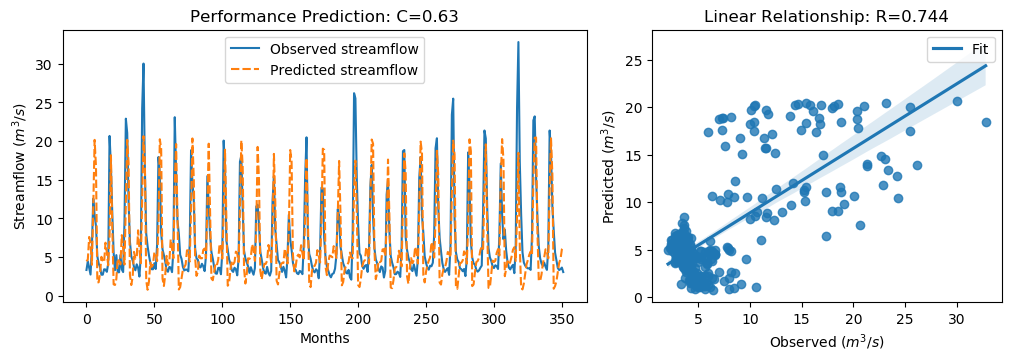 Performance Prediction: C=0.63
Observed streamflow
Predicted streamflow
Streamflow (m³/s)
30
25
20
15
10
5
0
0 50 100 150 200 250 300 350
Months
Linear Relationship: R=0.744
Fit
Predicted (m³/s)
25
20
15
10
5
0
5 10 15 20 25 30
Observed (m³/s)